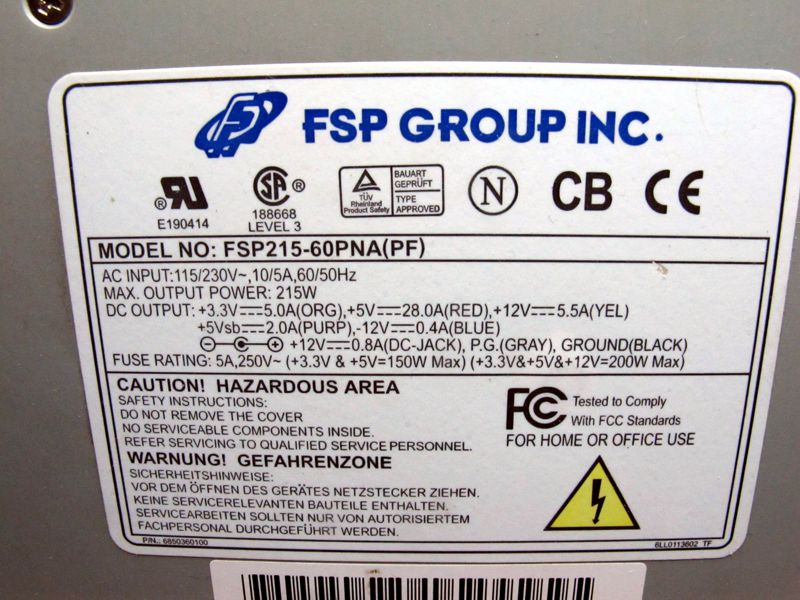 FSP GROUP INC.
E190414
188668
LEVEL 3
TÜV
Rheinland
Product Safety
BAUART
GEPRÜFT
TYPE
APPROVED
N
CB
CE
MODEL NO: FSP215-60PNA(PF)
AC INPUT:115/230V~,10/5A,60/50Hz
MAX. OUTPUT POWER: 215W
DC OUTPUT: +3.3V⎓5.0A(ORG),+5V⎓28.0A(RED),+12V⎓5.5A(YEL)
+5Vsb⎓2.0A(PURP),-12V⎓0.4A(BLUE)
+12V⎓0.8A(DC-JACK), P.G.(GRAY), GROUND(BLACK)
FUSE RATING: 5A,250V~ (+3.3V & +5V=150W Max) (+3.3V&+5V&+12V=200W Max)
CAUTION! HAZARDOUS AREA
SAFETY INSTRUCTIONS:
DO NOT REMOVE THE COVER
NO SERVICEABLE COMPONENTS INSIDE.
REFER SERVICING TO QUALIFIED SERVICE PERSONNEL.
FC Tested to Comply
With FCC Standards
FOR HOME OR OFFICE USE
WARNUNG! GEFAHRENZONE
SICHERHEITSHINWEISE:
VOR DEM ÖFFNEN DES GERÄTES NETZSTECKER ZIEHEN.
KEINE SERVICERELEVANTEN BAUTEILE ENTHALTEN.
SERVICEARBEITEN SOLLTEN NUR VON AUTORISIERTEM
FACHPERSONAL DURCHGEFÜHRT WERDEN.
P/N.: 6850360100
6LL0113602 TF